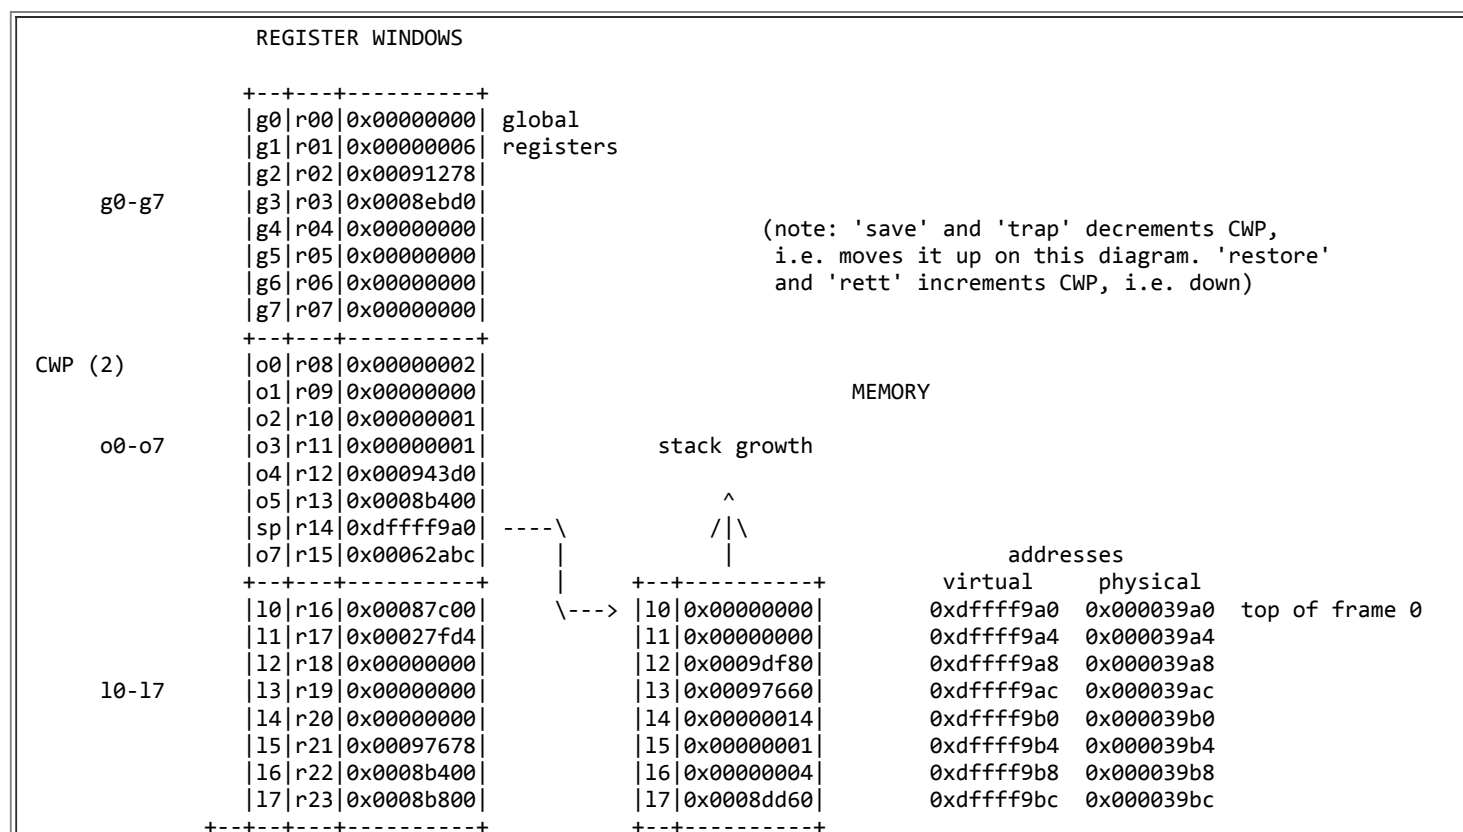 REGISTER WINDOWS

                            +--+---+----------+
                            |g0|r00|0x00000000| global
                            |g1|r01|0x00000006| registers
                            |g2|r02|0x00091278|
         g0-g7              |g3|r03|0x0008ebd0|
                            |g4|r04|0x00000000|                  (note: 'save' and 'trap' decrements CWP,
                            |g5|r05|0x00000000|                   i.e. moves it up on this diagram. 'restore'
                            |g6|r06|0x00000000|                   and 'rett' increments CWP, i.e. down)
                            |g7|r07|0x00000000|
                            +--+---+----------+
 CWP (2)                    |o0|r08|0x00000002|
                            |o1|r09|0x00000000|                        MEMORY
                            |o2|r10|0x00000001|
         o0-o7              |o3|r11|0x00000001|           stack growth
                            |o4|r12|0x000943d0|
                            |o5|r13|0x0008b400|                ^
                            |sp|r14|0xdffff9a0| ----\         /|\
                            |o7|r15|0x00062abc|     |          |                     addresses
                            +--+---+----------+     |    +--+----------+        virtual     physical
                            |l0|r16|0x00087c00|     \---> |l0|0x00000000|       0xdffff9a0  0x000039a0  top of frame 0
                            |l1|r17|0x00027fd4|           |l1|0x00000000|       0xdffff9a4  0x000039a4
                            |l2|r18|0x00000000|           |l2|0x0009df80|       0xdffff9a8  0x000039a8
         l0-l7              |l3|r19|0x00000000|           |l3|0x00097660|       0xdffff9ac  0x000039ac
                            |l4|r20|0x00000000|           |l4|0x00000014|       0xdffff9b0  0x000039b0
                            |l5|r21|0x00097678|           |l5|0x00000001|       0xdffff9b4  0x000039b4
                            |l6|r22|0x0008b400|           |l6|0x00000004|       0xdffff9b8  0x000039b8
                            |l7|r23|0x0008b800|           |l7|0x0008dd60|       0xdffff9bc  0x000039bc
                         +--+--+---+----------+           +--+----------+